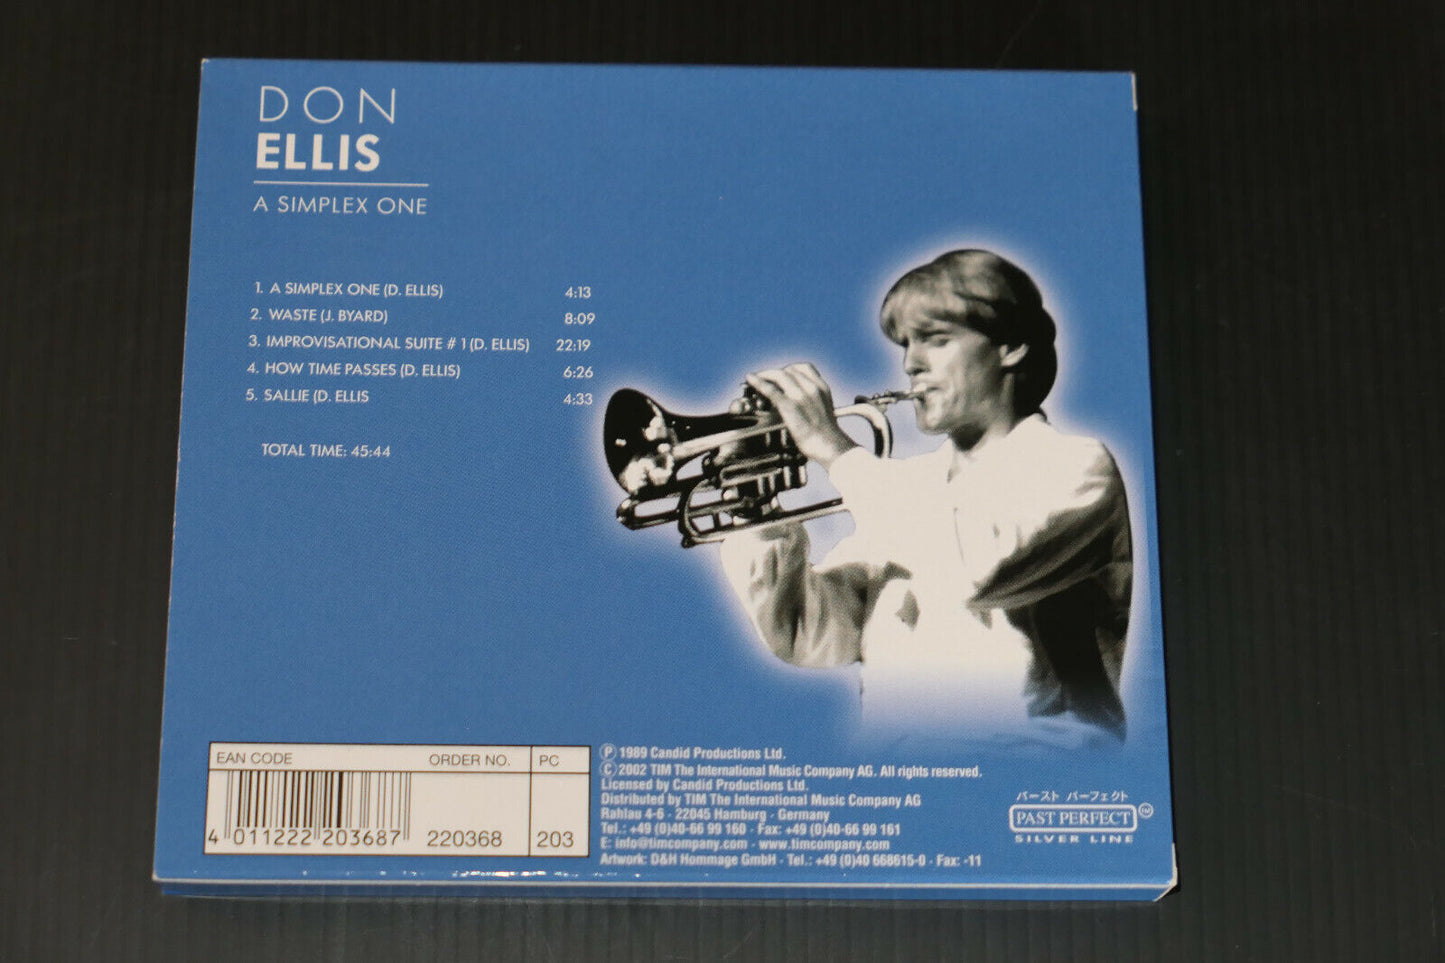 DON
ELLIS
A SIMPLEX ONE
1. A SIMPLEX ONE (D. ELLIS) 4:13
2. WASTE (J. BYARD) 8:09
3. IMPROVISATIONAL SUITE # 1 (D. ELLIS) 22:19
4. HOW TIME PASSES (D. ELLIS) 6:26
5. SALLIE (D. ELLIS 4:33
TOTAL TIME: 45:44
EAN CODE ORDER NO. PC
4 011222 203687 220368 203
Ⓟ 1989 Candid Productions Ltd.
Ⓒ 2002 TIM The International Music Company AG. All rights reserved.
Licensed by Candid Productions Ltd.
Distributed by TIM The International Music Company AG
Rahlau 4-6 · 22045 Hamburg · Germany
Tel.: +49 (0)40-66 99 160 · Fax: +49 (0)40-66 99 161
E: info@timcompany.com · www.timcompany.com
Artwork: D&H Hommage GmbH · Tel.: +49 (0)40 668615-0 · Fax: -11
パースト パーフェクト
PAST PERFECT TM
SILVER LINE